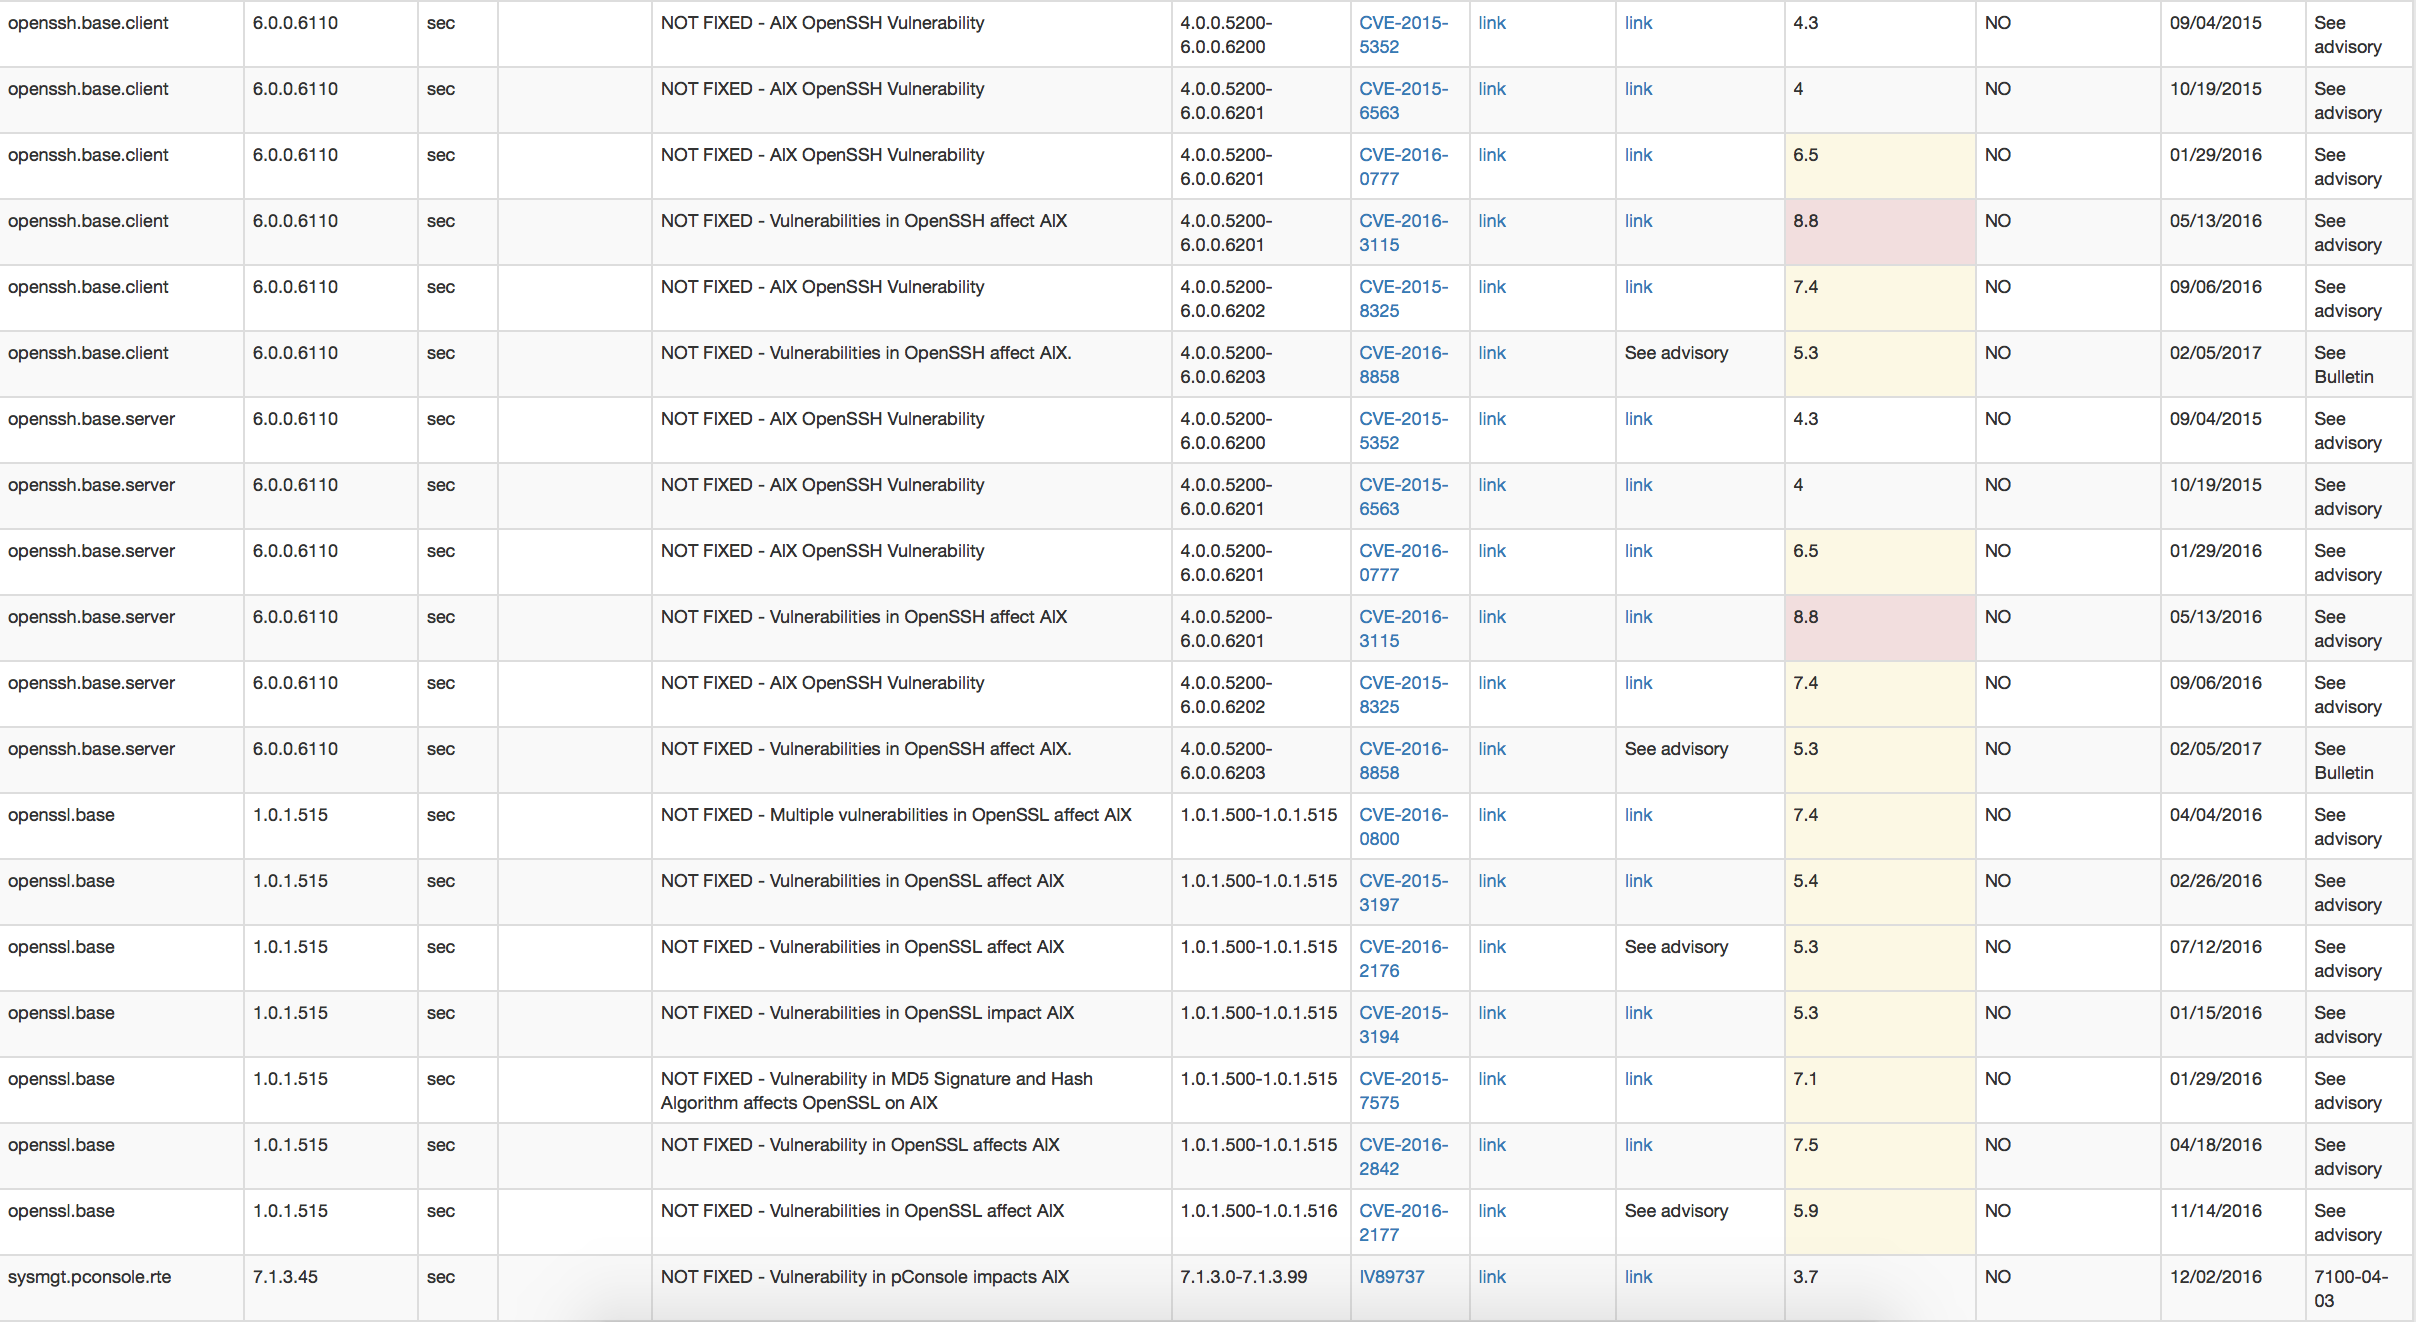 openssh.base.client 6.0.0.6110 sec NOT FIXED - AIX OpenSSH Vulnerability 4.0.0.5200- CVE-2015- link link 4.3 NO 09/04/2015 See
6.0.0.6200 5352 advisory
openssh.base.client 6.0.0.6110 sec NOT FIXED - AIX OpenSSH Vulnerability 4.0.0.5200- CVE-2015- link link 4 NO 10/19/2015 See
6.0.0.6201 6563 advisory
openssh.base.client 6.0.0.6110 sec NOT FIXED - AIX OpenSSH Vulnerability 4.0.0.5200- CVE-2016- link link 6.5 NO 01/29/2016 See
6.0.0.6201 0777 advisory
openssh.base.client 6.0.0.6110 sec NOT FIXED - Vulnerabilities in OpenSSH affect AIX 4.0.0.5200- CVE-2016- link link 8.8 NO 05/13/2016 See
6.0.0.6201 3115 advisory
openssh.base.client 6.0.0.6110 sec NOT FIXED - AIX OpenSSH Vulnerability 4.0.0.5200- CVE-2015- link link 7.4 NO 09/06/2016 See
6.0.0.6202 8325 advisory
openssh.base.client 6.0.0.6110 sec NOT FIXED - Vulnerabilities in OpenSSH affect AIX. 4.0.0.5200- CVE-2016- link See advisory 5.3 NO 02/05/2017 See
6.0.0.6203 8858 Bulletin
openssh.base.server 6.0.0.6110 sec NOT FIXED - AIX OpenSSH Vulnerability 4.0.0.5200- CVE-2015- link link 4.3 NO 09/04/2015 See
6.0.0.6200 5352 advisory
openssh.base.server 6.0.0.6110 sec NOT FIXED - AIX OpenSSH Vulnerability 4.0.0.5200- CVE-2015- link link 4 NO 10/19/2015 See
6.0.0.6201 6563 advisory
openssh.base.server 6.0.0.6110 sec NOT FIXED - AIX OpenSSH Vulnerability 4.0.0.5200- CVE-2016- link link 6.5 NO 01/29/2016 See
6.0.0.6201 0777 advisory
openssh.base.server 6.0.0.6110 sec NOT FIXED - Vulnerabilities in OpenSSH affect AIX 4.0.0.5200- CVE-2016- link link 8.8 NO 05/13/2016 See
6.0.0.6201 3115 advisory
openssh.base.server 6.0.0.6110 sec NOT FIXED - AIX OpenSSH Vulnerability 4.0.0.5200- CVE-2015- link link 7.4 NO 09/06/2016 See
6.0.0.6202 8325 advisory
openssh.base.server 6.0.0.6110 sec NOT FIXED - Vulnerabilities in OpenSSH affect AIX. 4.0.0.5200- CVE-2016- link See advisory 5.3 NO 02/05/2017 See
6.0.0.6203 8858 Bulletin
openssl.base 1.0.1.515 sec NOT FIXED - Multiple vulnerabilities in OpenSSL affect AIX 1.0.1.500-1.0.1.515 CVE-2016- link link 7.4 NO 04/04/2016 See
0800 advisory
openssl.base 1.0.1.515 sec NOT FIXED - Vulnerabilities in OpenSSL affect AIX 1.0.1.500-1.0.1.515 CVE-2015- link link 5.4 NO 02/26/2016 See
3197 advisory
openssl.base 1.0.1.515 sec NOT FIXED - Vulnerabilities in OpenSSL affect AIX 1.0.1.500-1.0.1.515 CVE-2016- link See advisory 5.3 NO 07/12/2016 See
2176 advisory
openssl.base 1.0.1.515 sec NOT FIXED - Vulnerabilities in OpenSSL impact AIX 1.0.1.500-1.0.1.515 CVE-2015- link link 5.3 NO 01/15/2016 See
3194 advisory
openssl.base 1.0.1.515 sec NOT FIXED - Vulnerability in MD5 Signature and Hash 1.0.1.500-1.0.1.515 CVE-2015- link link 7.1 NO 01/29/2016 See
Algorithm affects OpenSSL on AIX 7575 advisory
openssl.base 1.0.1.515 sec NOT FIXED - Vulnerability in OpenSSL affects AIX 1.0.1.500-1.0.1.515 CVE-2016- link link 7.5 NO 04/18/2016 See
2842 advisory
openssl.base 1.0.1.515 sec NOT FIXED - Vulnerabilities in OpenSSL affect AIX 1.0.1.500-1.0.1.516 CVE-2016- link See advisory 5.9 NO 11/14/2016 See
2177 advisory
sysmgt.pconsole.rte 7.1.3.45 sec NOT FIXED - Vulnerability in pConsole impacts AIX 7.1.3.0-7.1.3.99 IV89737 link link 3.7 NO 12/02/2016 7100-04-
03